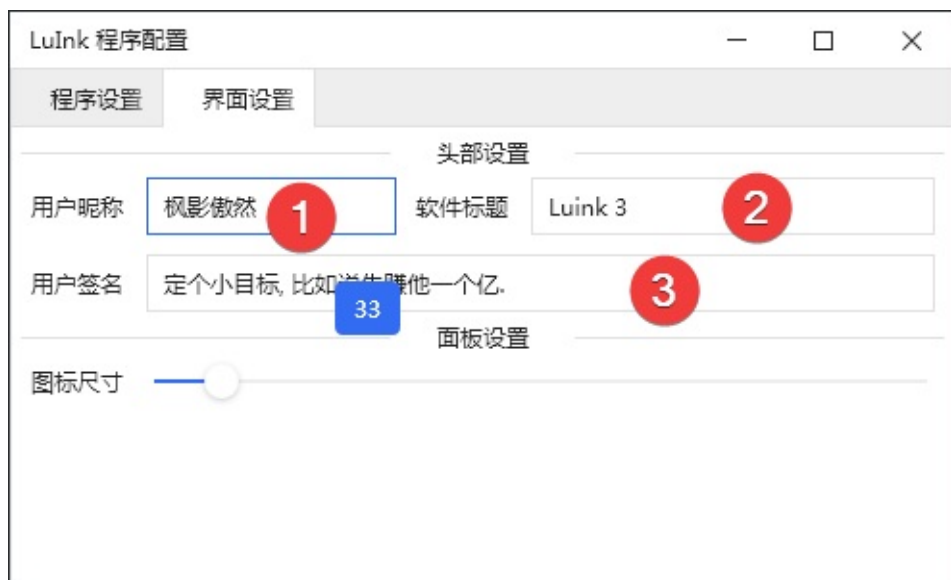 LuInk 程序配置
程序设置 界面设置
头部设置
用户昵称 枫影傲然 1 软件标题 Luink 3 2
用户签名 定个小目标, 比如说先赚他一个亿. 3
33
面板设置
图标尺寸